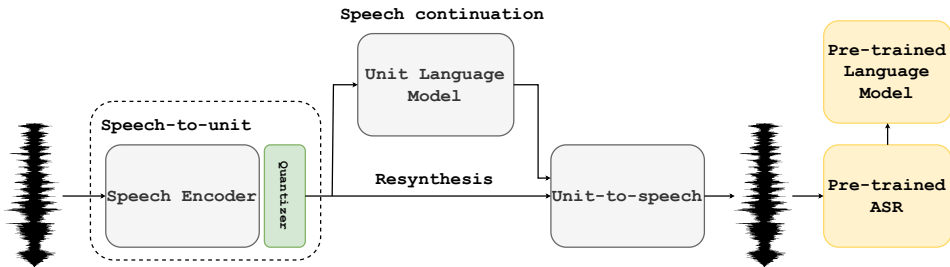 Speech continuation
Unit Language
Model
Pre-trained
Language
Model
Speech-to-unit
Speech Encoder
Quantizer
Resynthesis
Unit-to-speech
Pre-trained
ASR